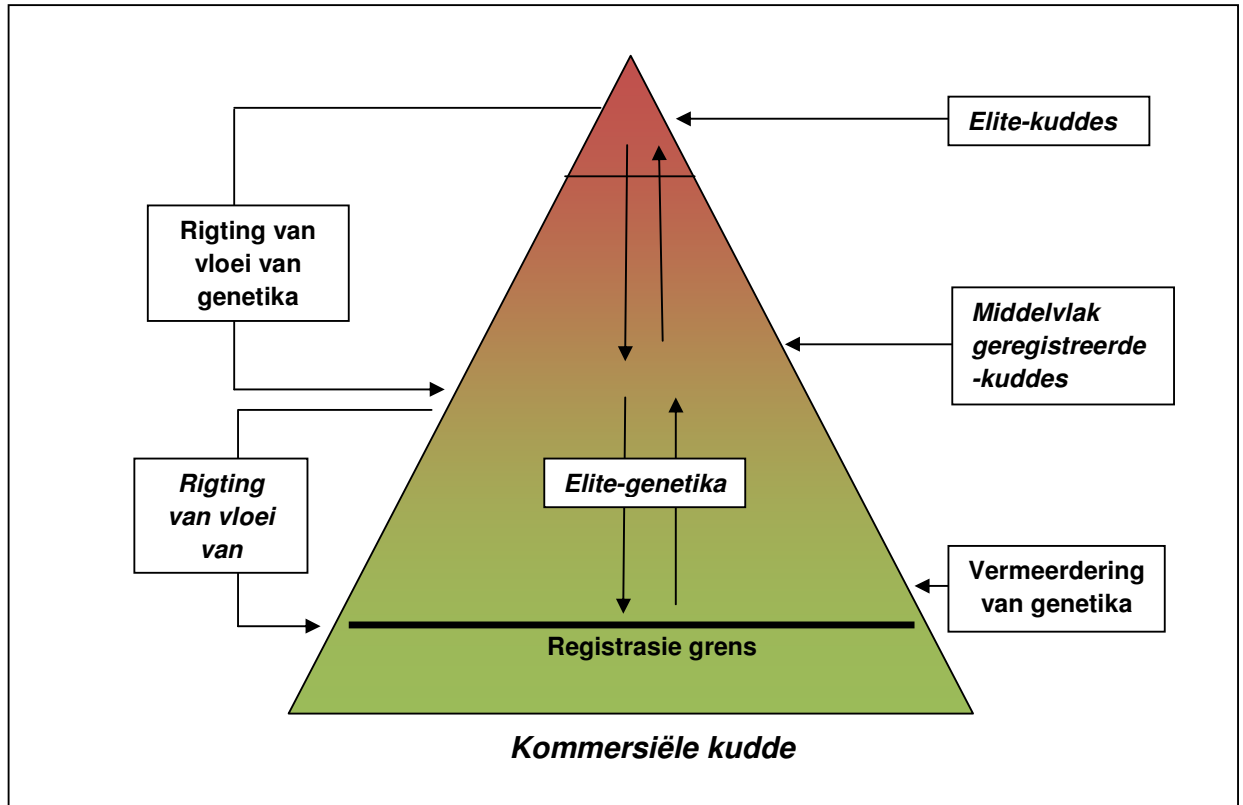 Elite-kuddes
Rigting van
vloei van
genetika
Middelvlak
geregistreerde
-kuddes
Rigting
van vloei
van
Elite-genetika
Vermeerdering
van genetika
Registrasie grens
Kommersiële kudde